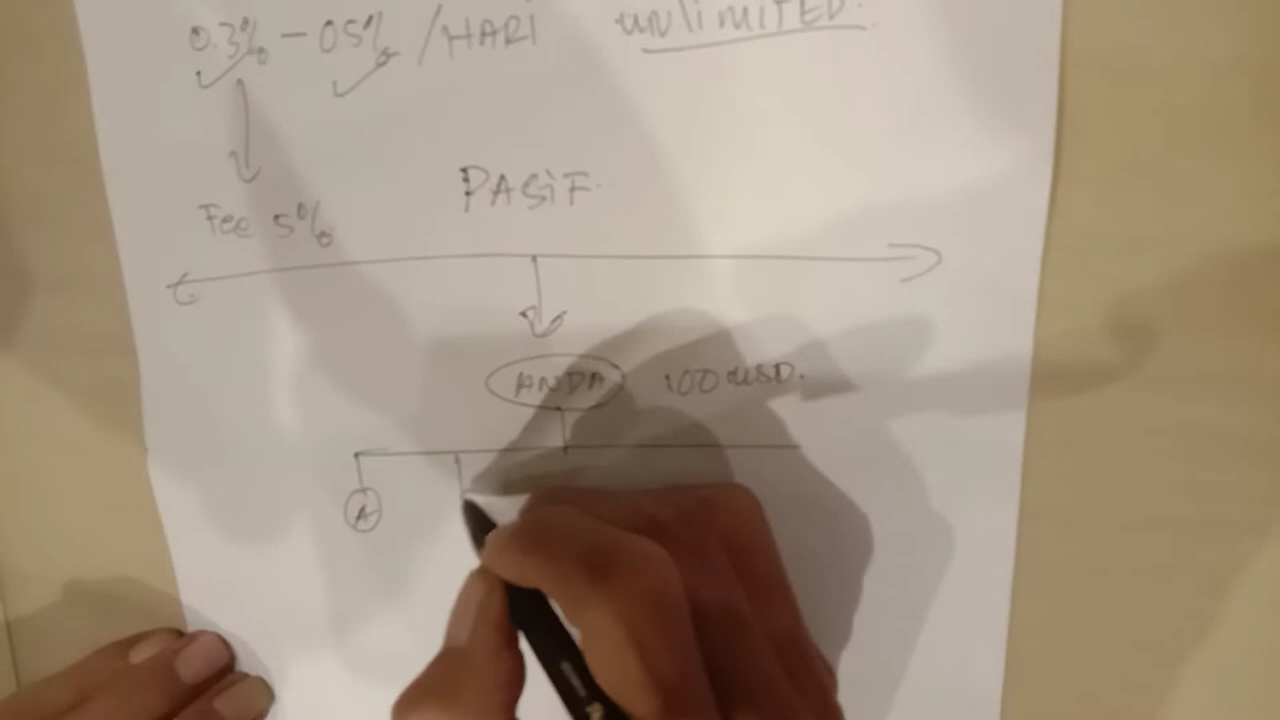 0.3% - 05% /HARI unlimiTED.
PASiF.
Fee 5%
ANDA 100 USD.
A